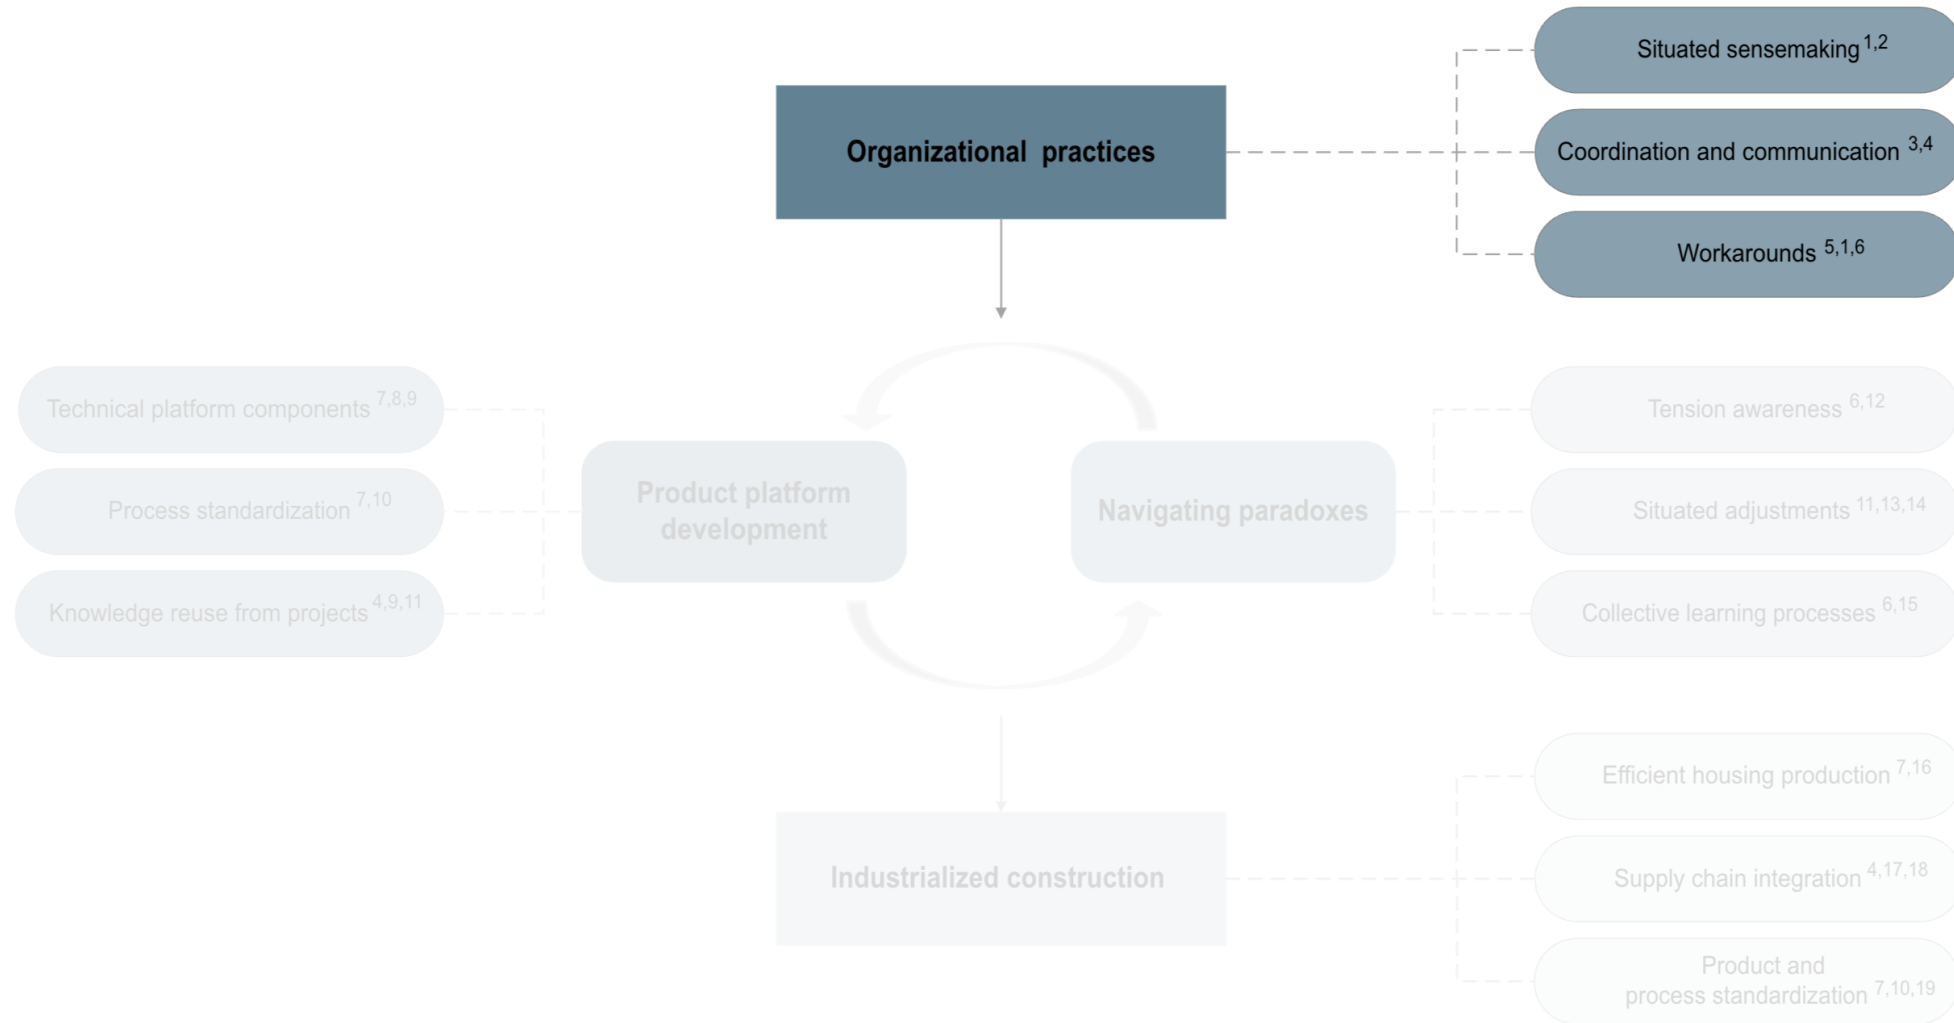 Situated sensemaking 1,2
Organizational practices
Coordination and communication 3,4
Workarounds 5,1,6
Technical platform components 7,8,9
Process standardization 7,10
Knowledge reuse from projects 4,9,11
Product platform
development
Navigating paradoxes
Tension awareness 6,12
Situated adjustments 11,13,14
Collective learning processes 6,15
Industrialized construction
Efficient housing production 7,16
Supply chain integration 4,17,18
Product and
process standardization 7,10,19